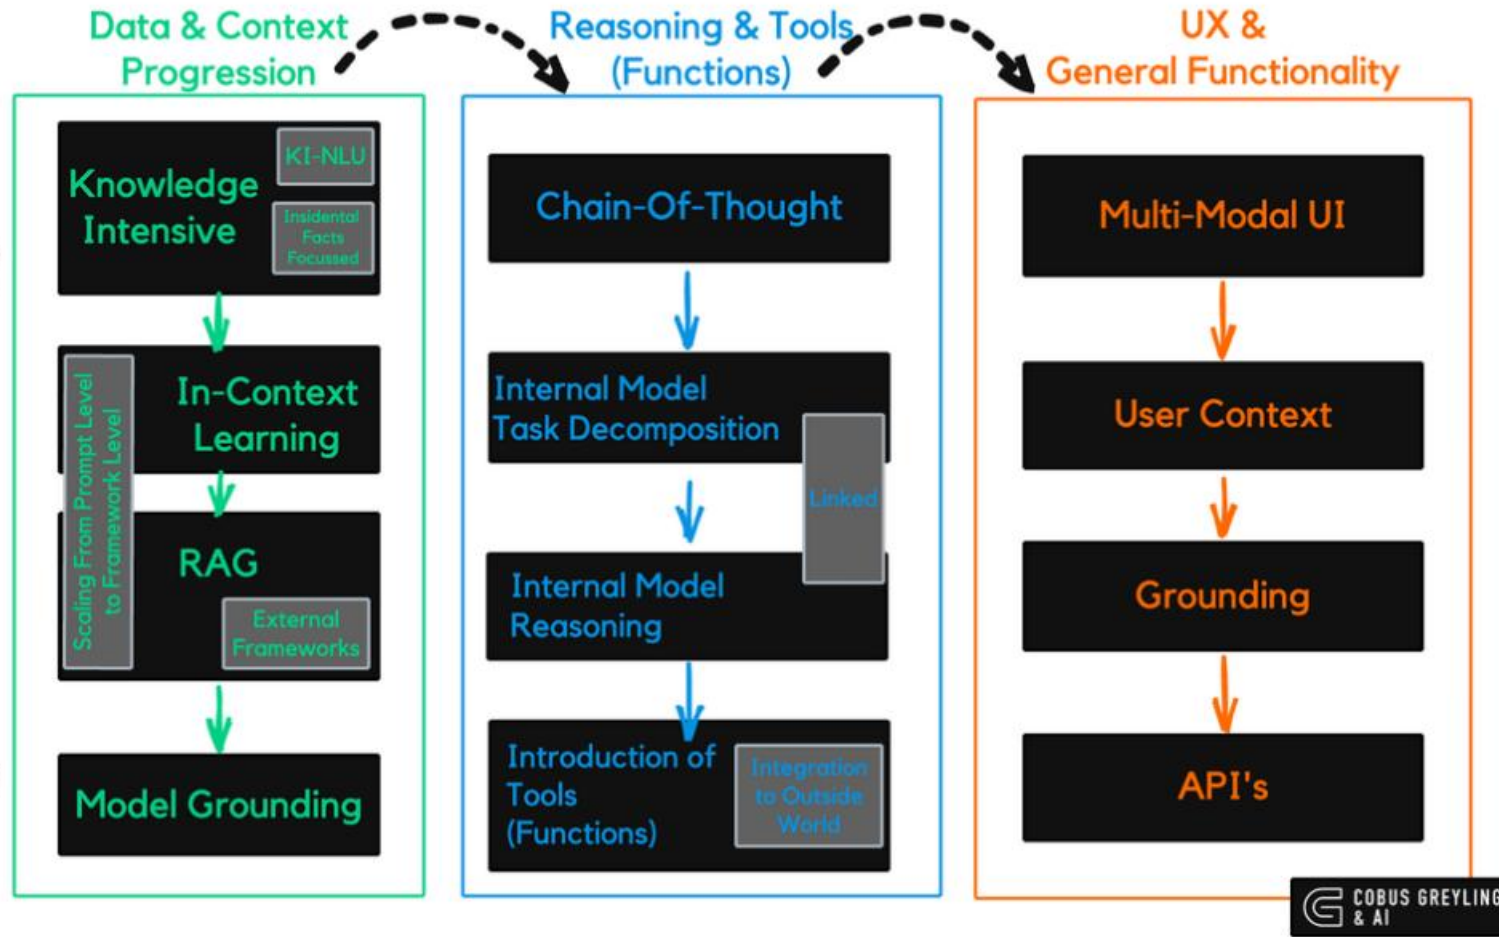 Data & Context
Progression
Reasoning & Tools
(Functions)
UX &
General Functionality
Knowledge
Intensive
KI-NLU
Insidental
Facts
Focussed
In-Context
Learning
Scaling From Prompt Level
to Framework Level
RAG
External
Frameworks
Model Grounding
Chain-Of-Thought
Internal Model
Task Decomposition
Linked
Internal Model
Reasoning
Introduction of
Tools
(Functions)
Integration
to Outside
World
Multi-Modal UI
User Context
Grounding
API's
COBUS GREYLING
& AI